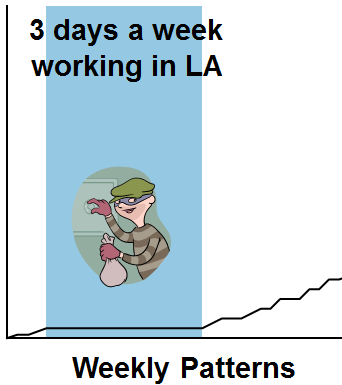 3 days a week
working in LA
Weekly Patterns